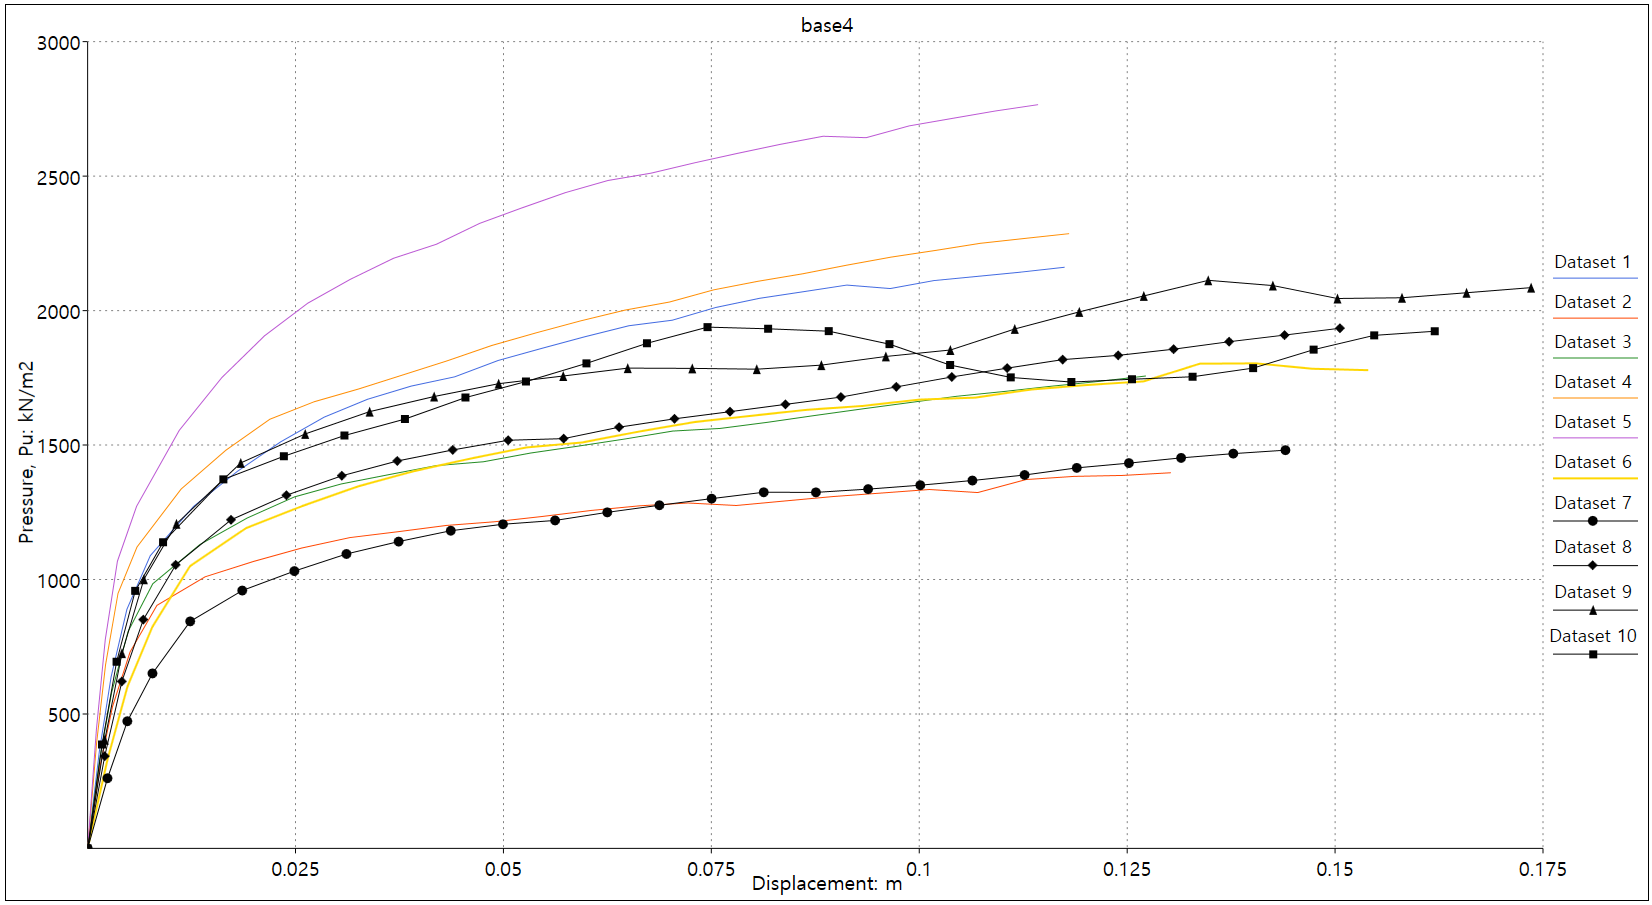 base4
3000
2500
2000
1500
1000
500
Pressure, Pu: kN/m2
0.025
0.05
0.075
0.1
0.125
0.15
0.175
Displacement: m
Dataset 1
Dataset 2
Dataset 3
Dataset 4
Dataset 5
Dataset 6
Dataset 7
Dataset 8
Dataset 9
Dataset 10